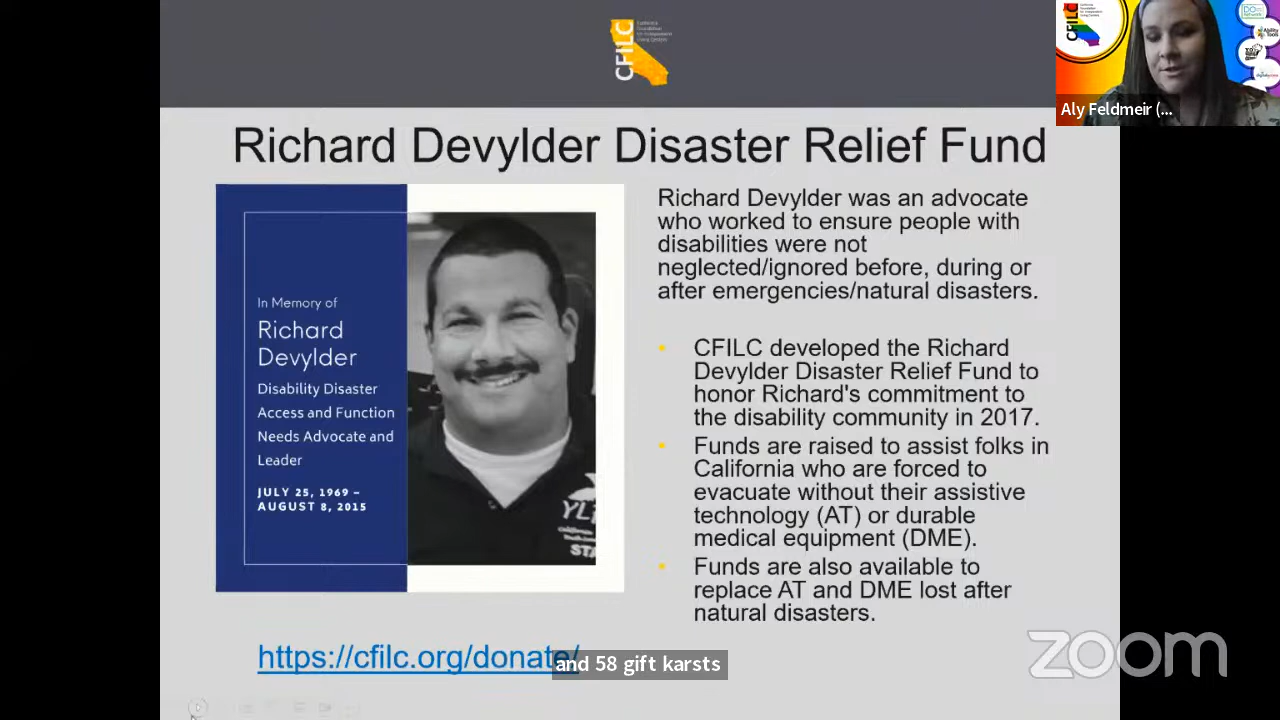 CFILC
Aly Feldmeir (...
Richard Devylder Disaster Relief Fund
In Memory of
Richard
Devylder
Disability Disaster
Access and Function
Needs Advocate and
Leader
JULY 25, 1969 –
AUGUST 8, 2015
Richard Devylder was an advocate
who worked to ensure people with
disabilities were not
neglected/ignored before, during or
after emergencies/natural disasters.
CFILC developed the Richard
Devylder Disaster Relief Fund to
honor Richard's commitment to
the disability community in 2017.
Funds are raised to assist folks in
California who are forced to
evacuate without their assistive
technology (AT) or durable
medical equipment (DME).
Funds are also available to
replace AT and DME lost after
natural disasters.
https://cfilc.org/donate/
and 58 gift karsts
zoom